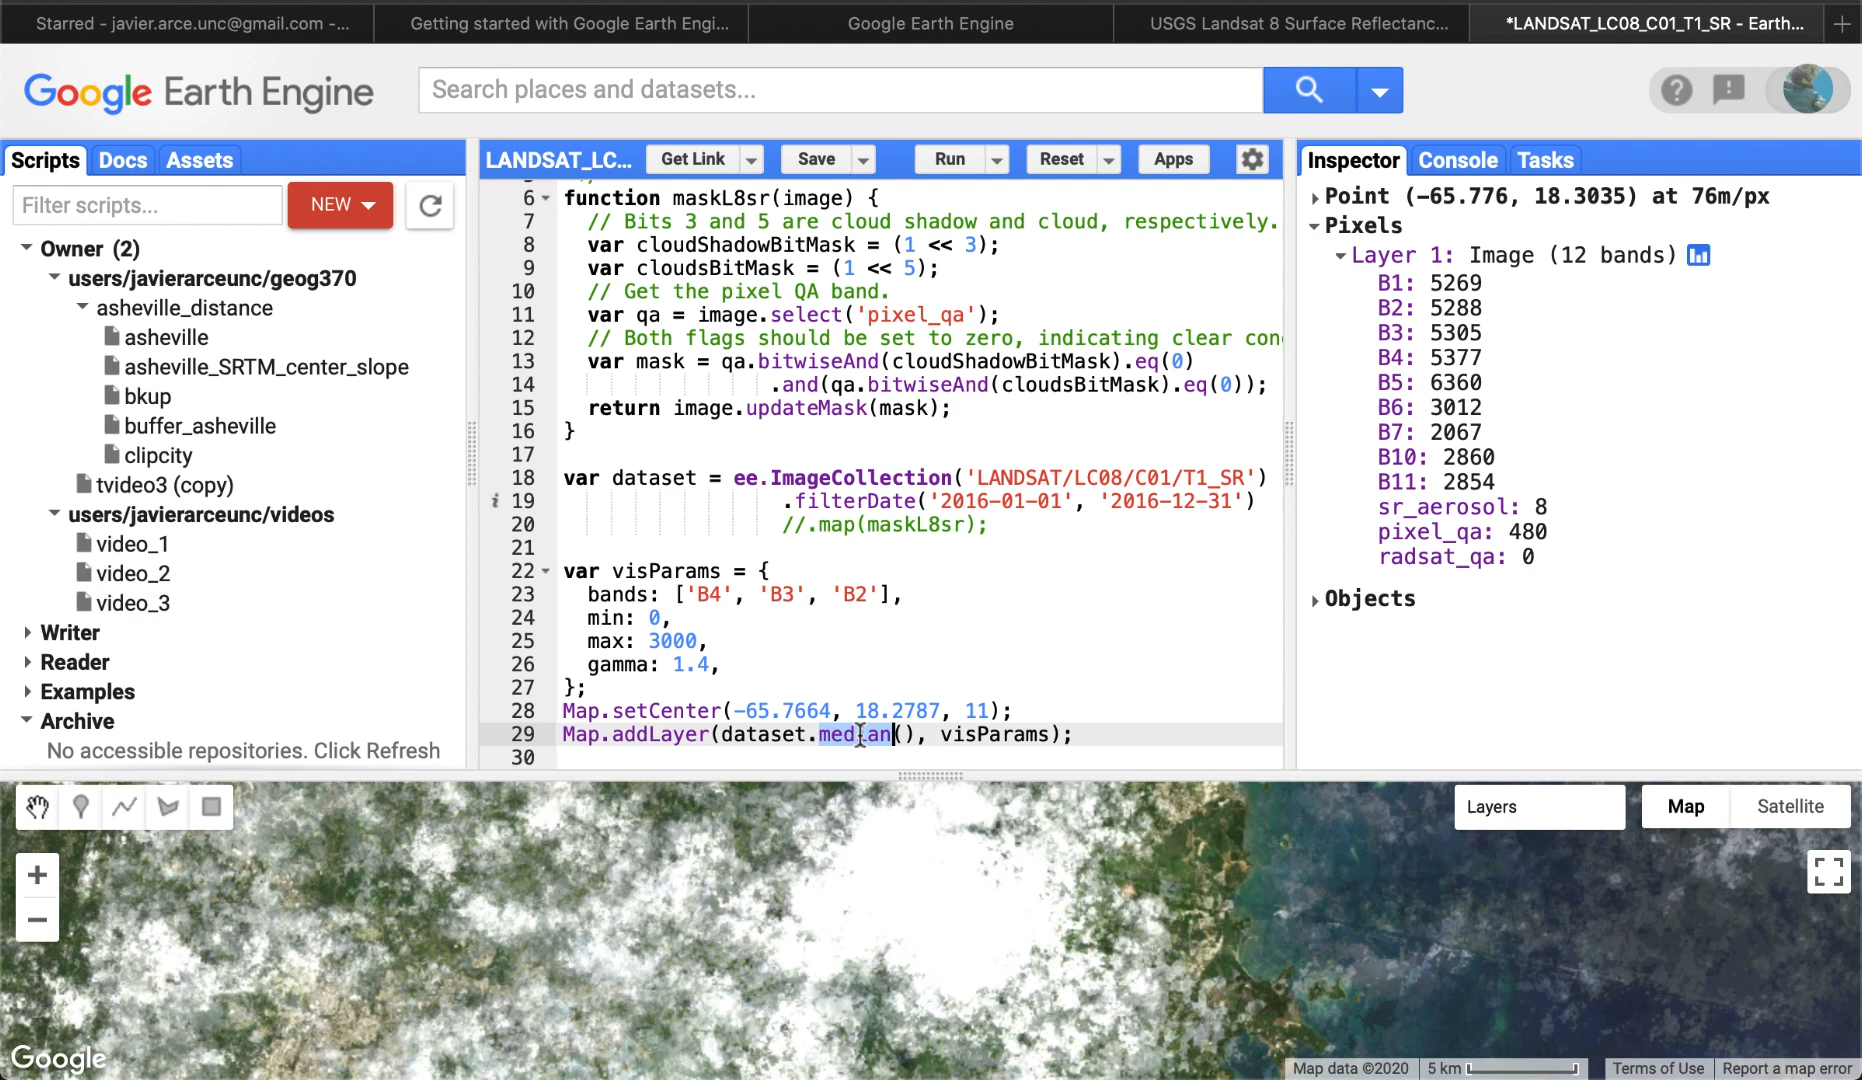 Starred - javier.arce.unc@gmail.com -...
Getting started with Google Earth Engi...
Google Earth Engine
USGS Landsat 8 Surface Reflectanc...
*LANDSAT_LC08_C01_T1_SR - Earth...
Google Earth Engine
Search places and datasets...
Scripts Docs Assets
LANDSAT_LC... Get Link Save Run Reset Apps
Inspector Console Tasks
Filter scripts...
NEW
Owner (2)
users/javierarceunc/geog370
asheville_distance
asheville
asheville_SRTM_center_slope
bkup
buffer_asheville
clipcity
tvideo3 (copy)
users/javierarceunc/videos
video_1
video_2
video_3
Writer
Reader
Examples
Archive
No accessible repositories. Click Refresh
6 function maskL8sr(image) {
7 // Bits 3 and 5 are cloud shadow and cloud, respectively.
8 var cloudShadowBitMask = (1 << 3);
9 var cloudsBitMask = (1 << 5);
10 // Get the pixel QA band.
11 var qa = image.select('pixel_qa');
12 // Both flags should be set to zero, indicating clear con
13 var mask = qa.bitwiseAnd(cloudShadowBitMask).eq(0)
14 .and(qa.bitwiseAnd(cloudsBitMask).eq(0));
15 return image.updateMask(mask);
16 }
17
18 var dataset = ee.ImageCollection('LANDSAT/LC08/C01/T1_SR')
i 19 .filterDate('2016-01-01', '2016-12-31')
20 //.map(maskL8sr);
21
22 var visParams = {
23 bands: ['B4', 'B3', 'B2'],
24 min: 0,
25 max: 3000,
26 gamma: 1.4,
27 };
28 Map.setCenter(-65.7664, 18.2787, 11);
29 Map.addLayer(dataset.median(), visParams);
30
Point (-65.776, 18.3035) at 76m/px
Pixels
Layer 1: Image (12 bands)
B1: 5269
B2: 5288
B3: 5305
B4: 5377
B5: 6360
B6: 3012
B7: 2067
B10: 2860
B11: 2854
sr_aerosol: 8
pixel_qa: 480
radsat_qa: 0
Objects
Layers
Map Satellite
Google
Map data ©2020 5 km Terms of Use Report a map error